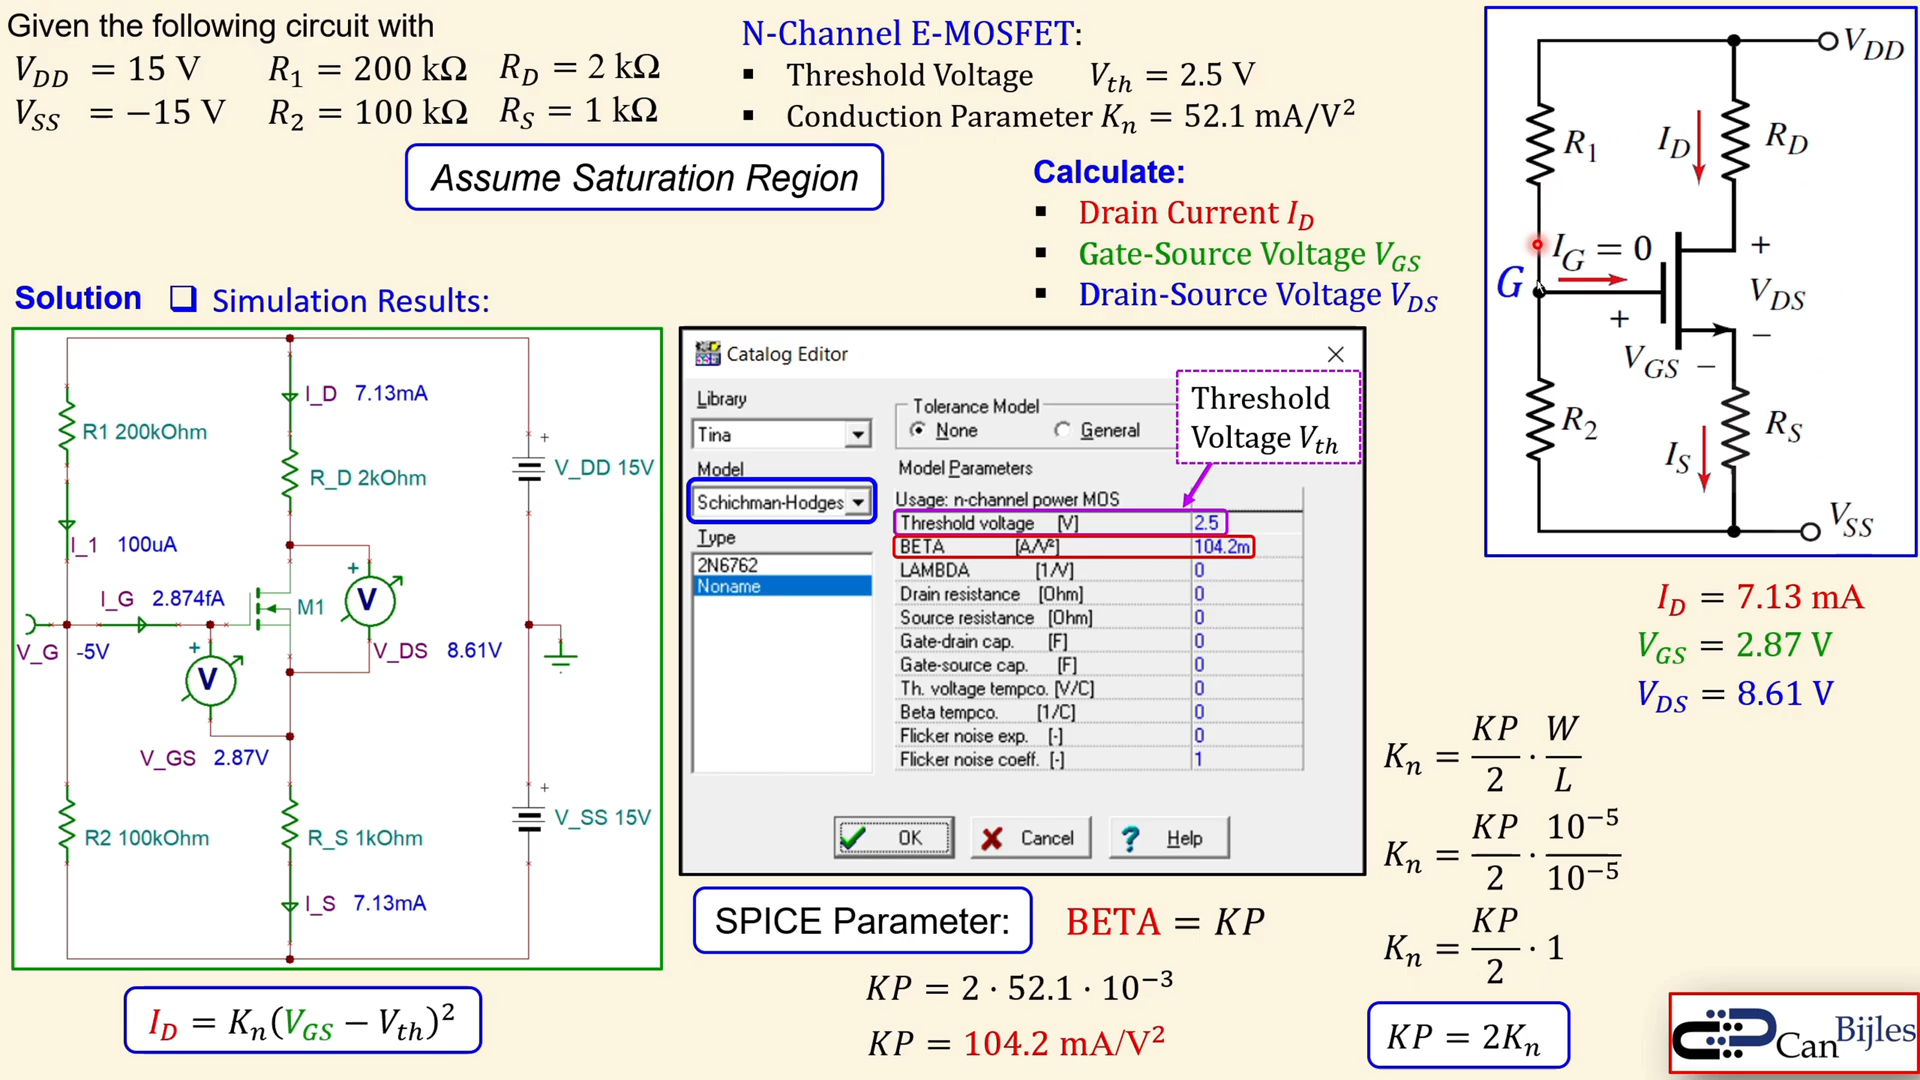 Given the following circuit with
V_DD = 15 V R_1 = 200 kΩ R_D = 2 kΩ
V_SS = −15 V R_2 = 100 kΩ R_S = 1 kΩ
Assume Saturation Region
N-Channel E-MOSFET:
▪ Threshold Voltage V_th = 2.5 V
▪ Conduction Parameter K_n = 52.1 mA/V²
Calculate:
▪ Drain Current I_D
▪ Gate-Source Voltage V_GS
▪ Drain-Source Voltage V_DS
V_DD
R_1
I_D
R_D
I_G = 0
+
G
V_DS
+
−
V_GS −
R_2
R_S
I_S
V_SS
Solution ❑ Simulation Results:
I_D 7.13mA
R1 200kOhm
+
V_DD 15V
R_D 2kOhm
I_1 100uA
+
V
I_G 2.874fA
M1
V_G -5V
+
V
V_DS 8.61V
V_GS 2.87V
+
V_SS 15V
R2 100kOhm
R_S 1kOhm
I_S 7.13mA
I_D = K_n(V_GS − V_th)²
Catalog Editor
Library
Tina
Tolerance Model
None General
Threshold
Voltage V_th
Model
Schichman-Hodges
Type
2N6762
Noname
Model Parameters
Usage: n-channel power MOS
Threshold voltage [V] 2.5
BETA [A/V²] 104.2m
LAMBDA [1/V] 0
Drain resistance [Ohm] 0
Source resistance [Ohm] 0
Gate-drain cap. [F] 0
Gate-source cap. [F] 0
Th. voltage tempco. [V/C] 0
Beta tempco. [1/C] 0
Flicker noise exp. [-] 0
Flicker noise coeff. [-] 1
OK Cancel Help
SPICE Parameter: BETA = KP
KP = 2 · 52.1 · 10⁻³
KP = 104.2 mA/V²
I_D = 7.13 mA
V_GS = 2.87 V
V_DS = 8.61 V
K_n = KP/2 · W/L
K_n = KP/2 · 10⁻⁵/10⁻⁵
K_n = KP/2 · 1
KP = 2K_n
CanBijles